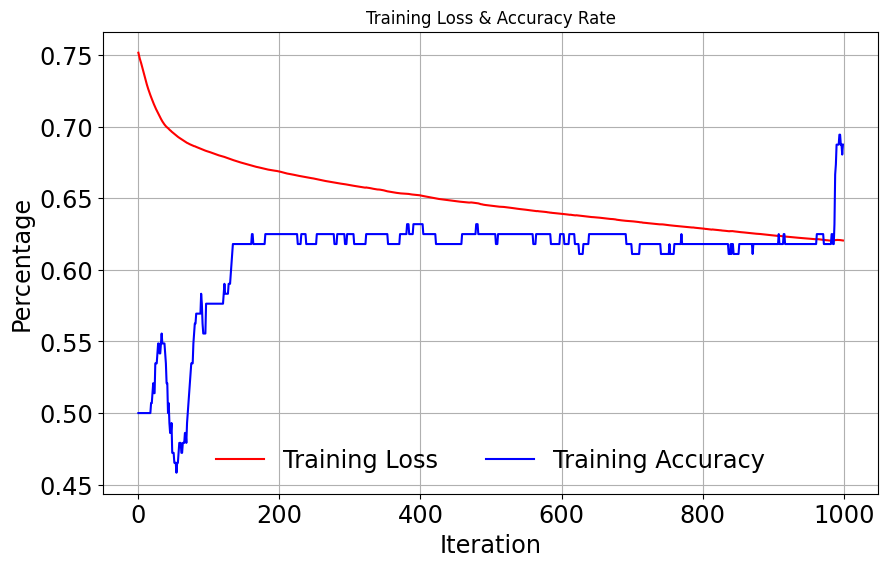 Training Loss & Accuracy Rate
0.75
0.70
0.65
0.60
0.55
0.50
0.45
Percentage
Training Loss
Training Accuracy
0
200
400
600
800
1000
Iteration